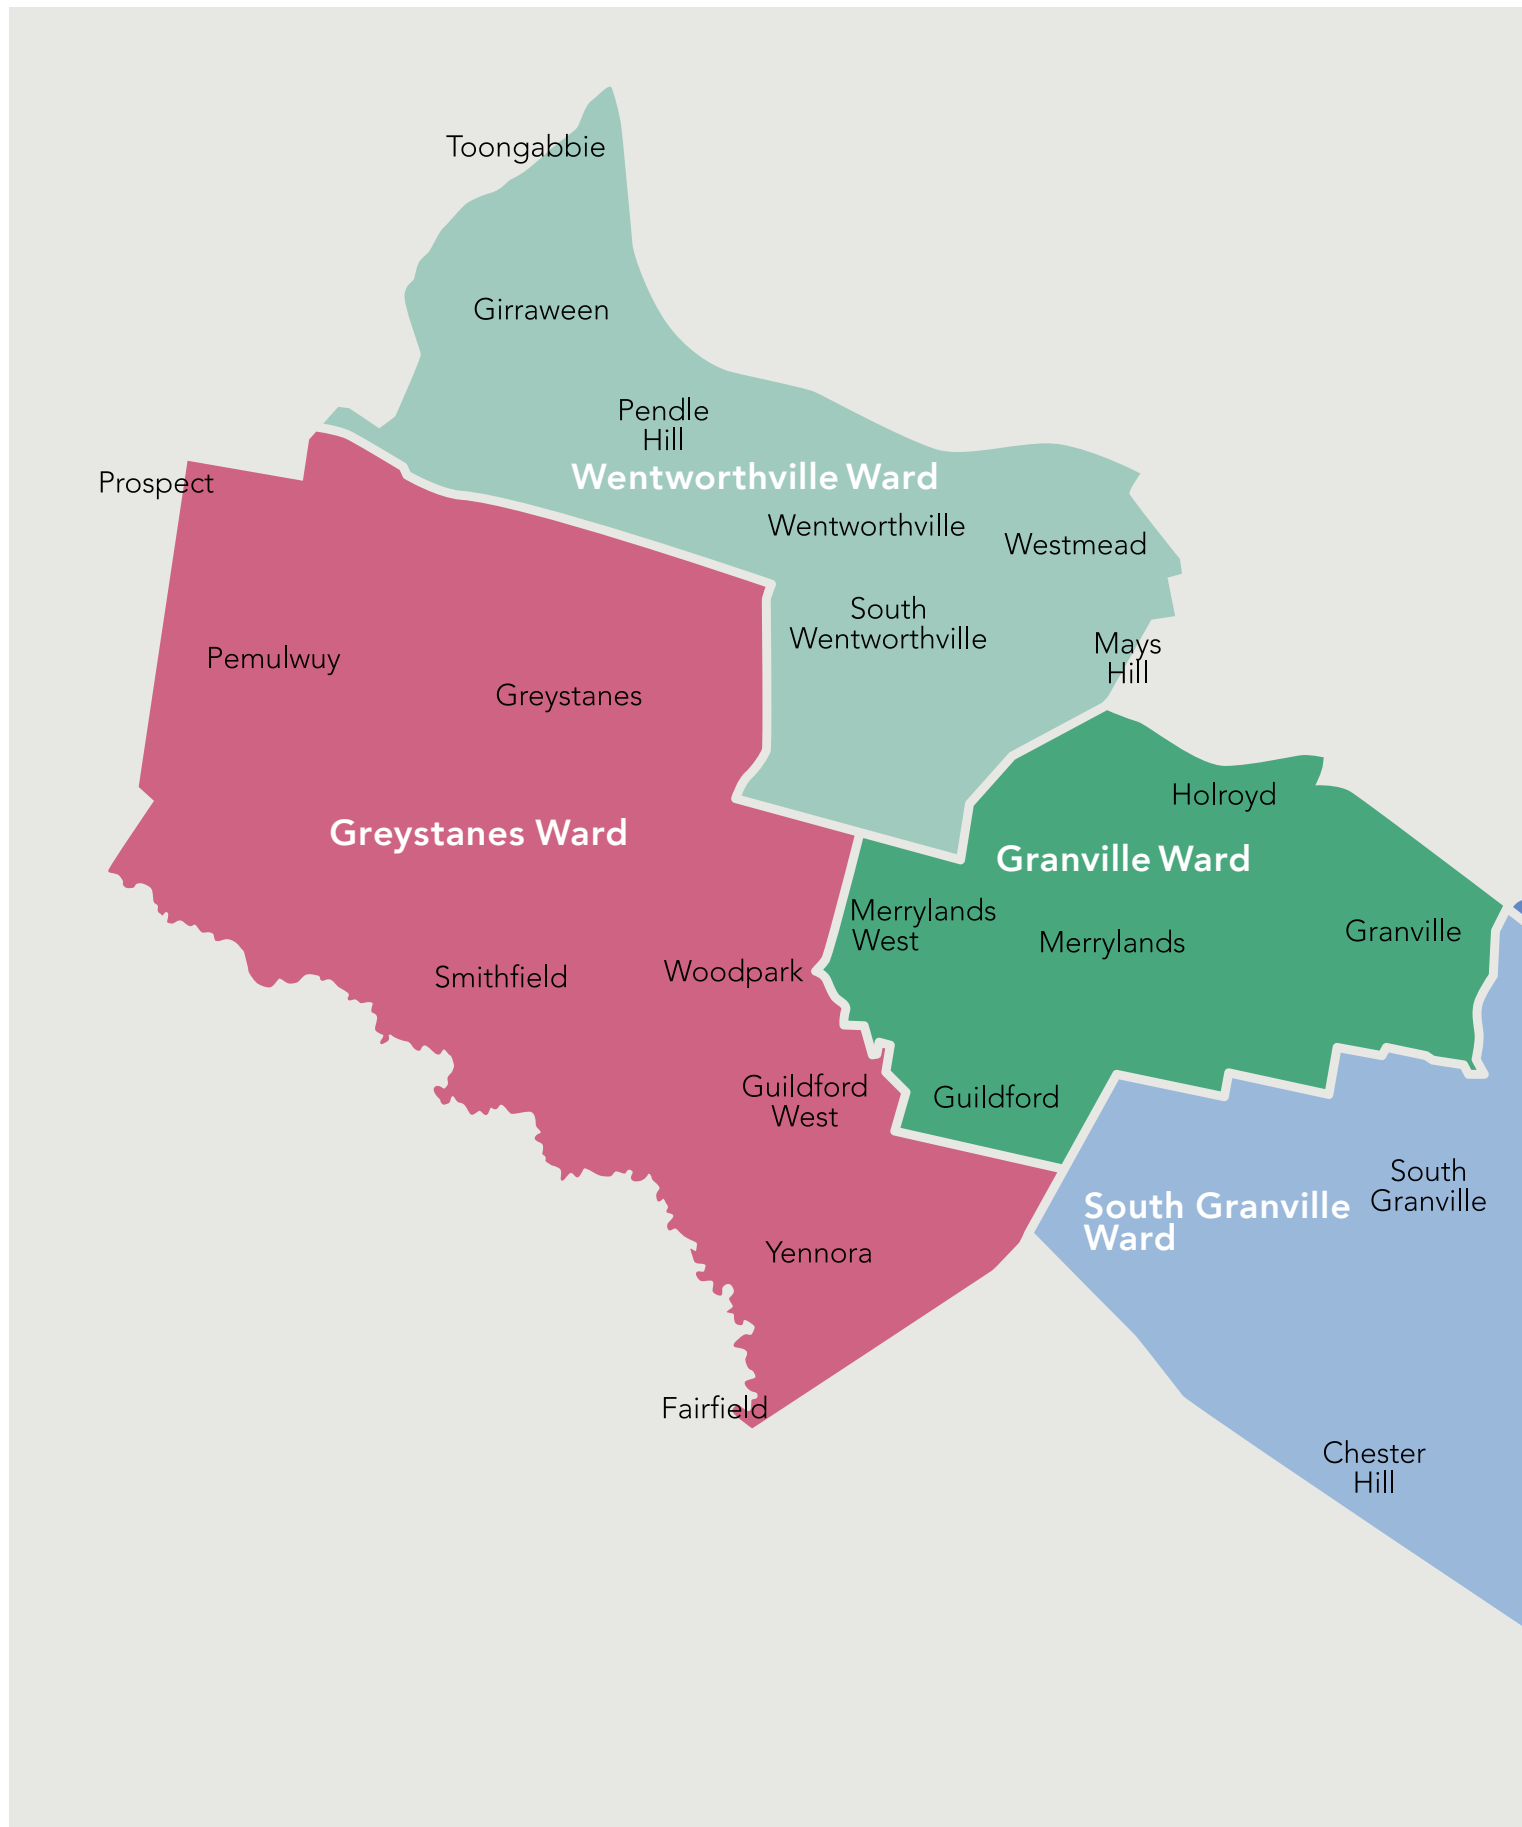 Toongabbie
Girraween
Pendle
Hill
Wentworthville Ward
Prospect
Wentworthville
Westmead
South
Wentworthville
Mays
Hill
Pemulwuy
Greystanes
Holroyd
Greystanes Ward
Granville Ward
Merrylands
West
Merrylands
Granville
Smithfield
Woodpark
Guildford
West
Guildford
South
Granville
South Granville
Ward
Yennora
Fairfield
Chester
Hill